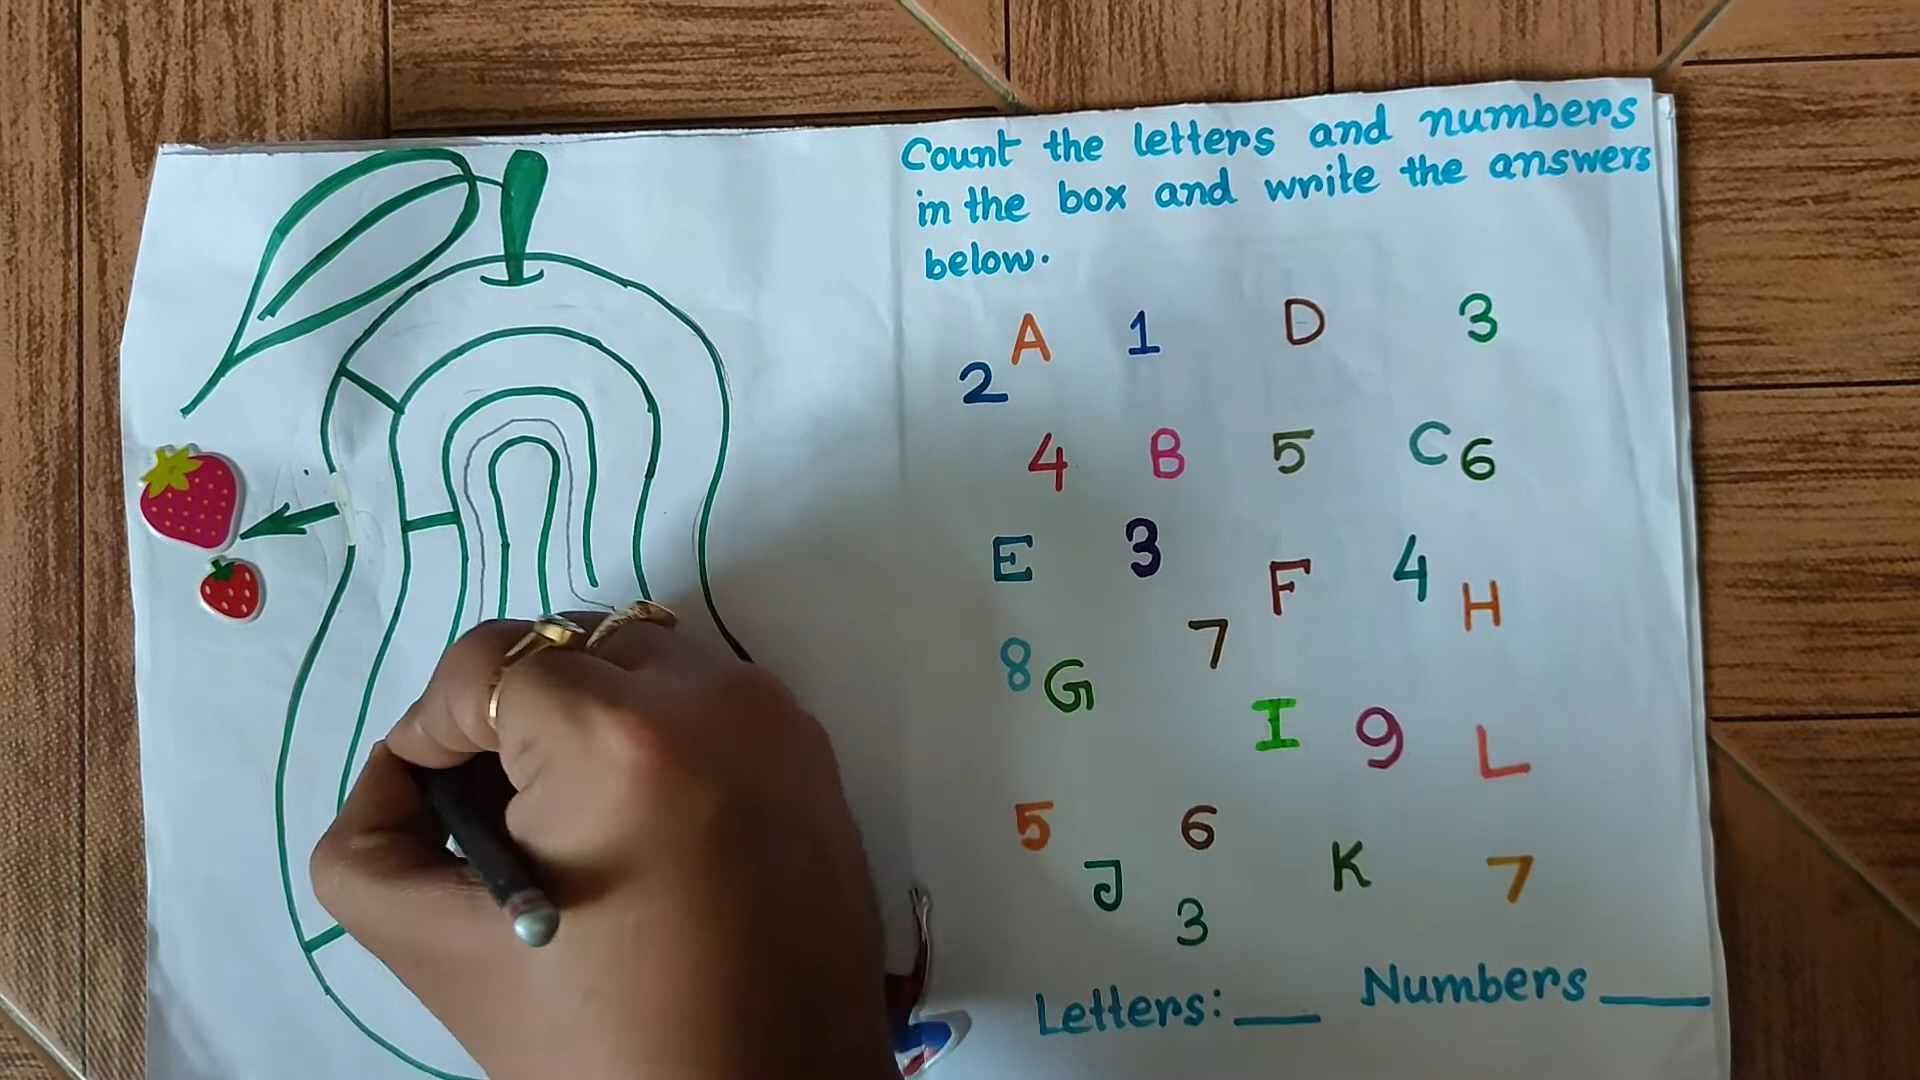 Count the letters and numbers
in the box and write the answers
below.
A 1 D 3
2
4 B 5 C 6
E 3 F 4 H
8 G 7
I 9 L
5 6
J 3 K 7
Letters: __ Numbers ___